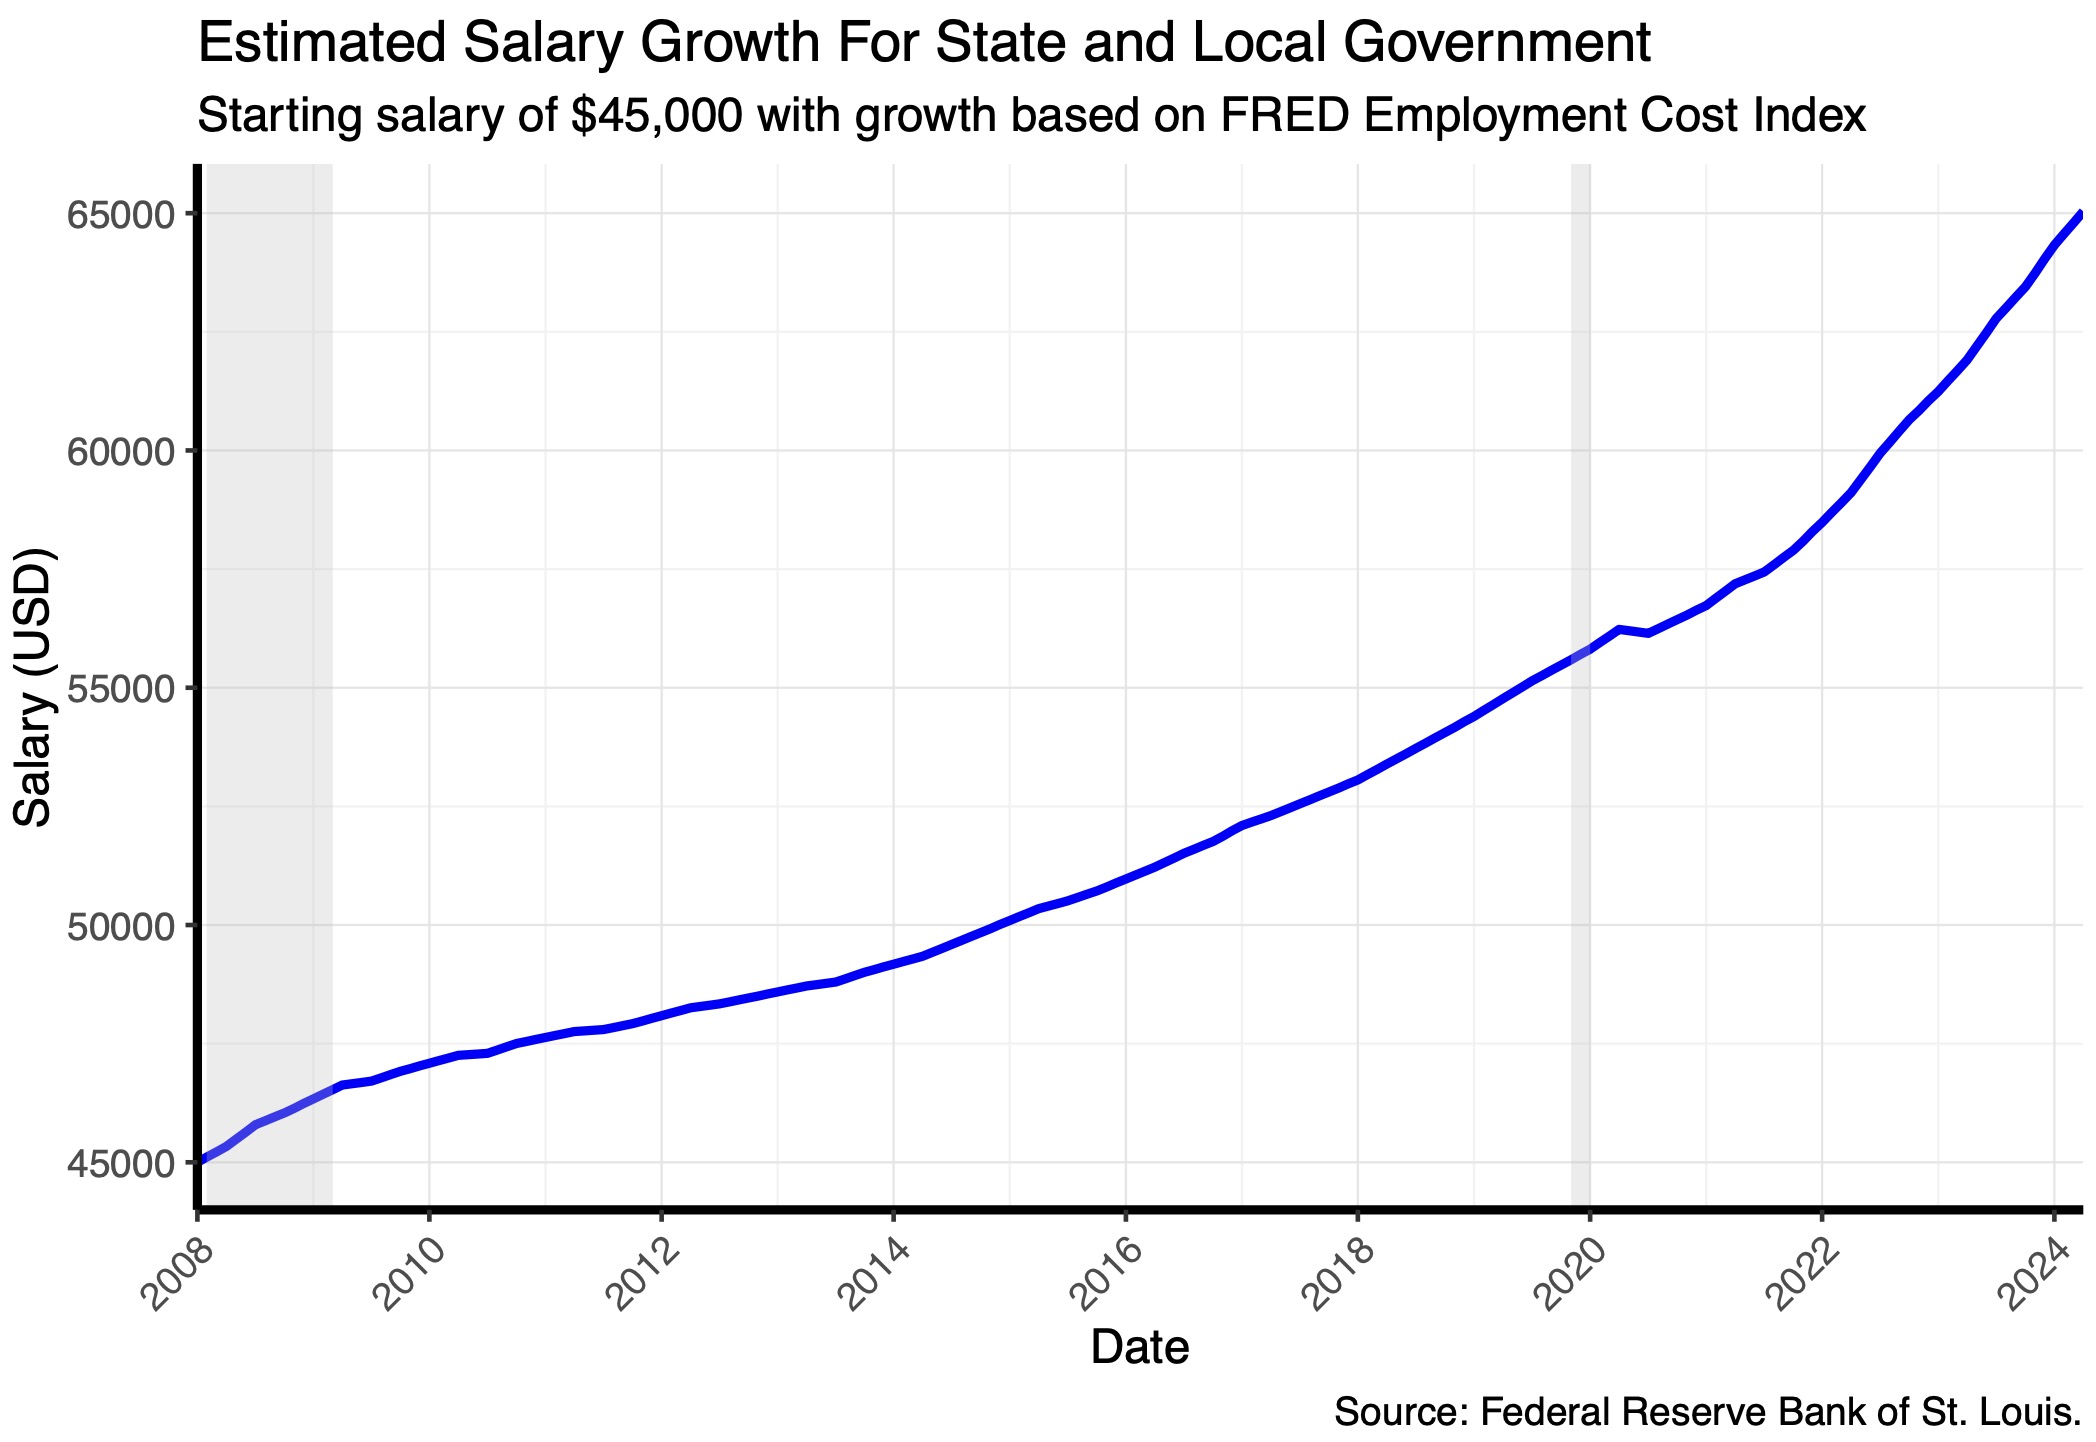 Estimated Salary Growth For State and Local Government
Starting salary of $45,000 with growth based on FRED Employment Cost Index
Salary (USD)
65000
60000
55000
50000
45000
2008
2010
2012
2014
2016
2018
2020
2022
2024
Date
Source: Federal Reserve Bank of St. Louis.